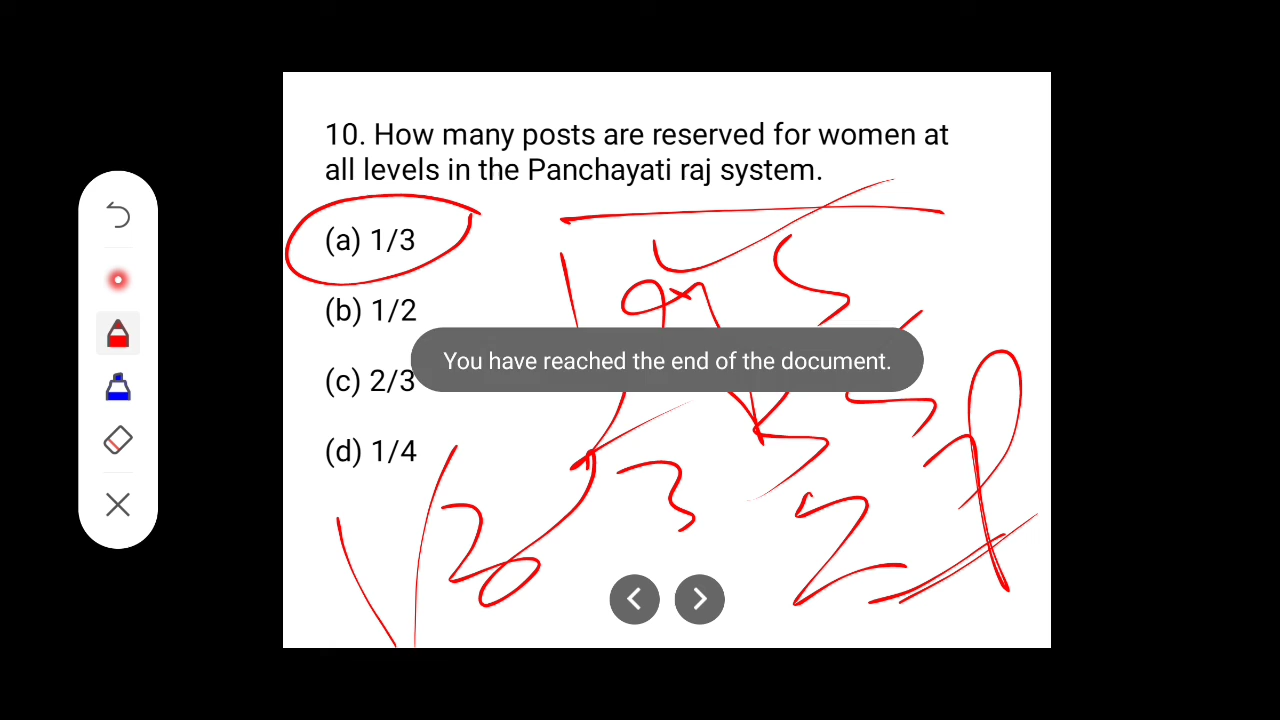 10. How many posts are reserved for women at
all levels in the Panchayati raj system.
(a) 1/3
(b) 1/2
You have reached the end of the document.
(c) 2/3
(d) 1/4